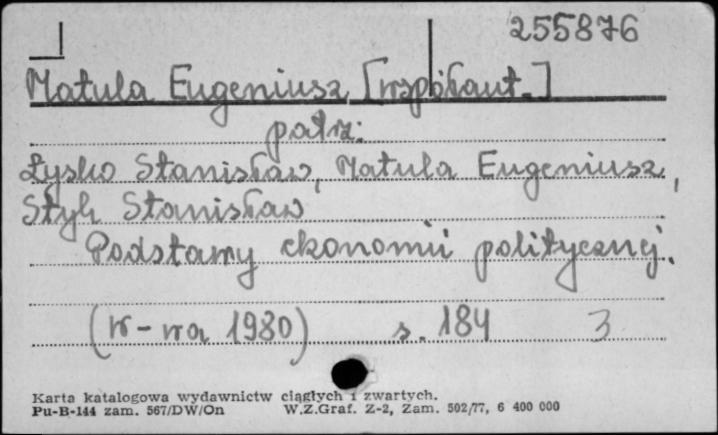 255876
Matula Eugeniusz [współaut.]
patrz:
Łysko Stanisław, Matula Eugeniusz,
Styk Stanisław
Podstawy ekonomii politycznej.
(W-wa 1980) s. 184 3
Karta katalogowa wydawnictw ciągłych i zwartych.
Pu-B-144 zam. 567/DW/On W.Z.Graf. Z-2, Zam. 502/77, 6 400 000